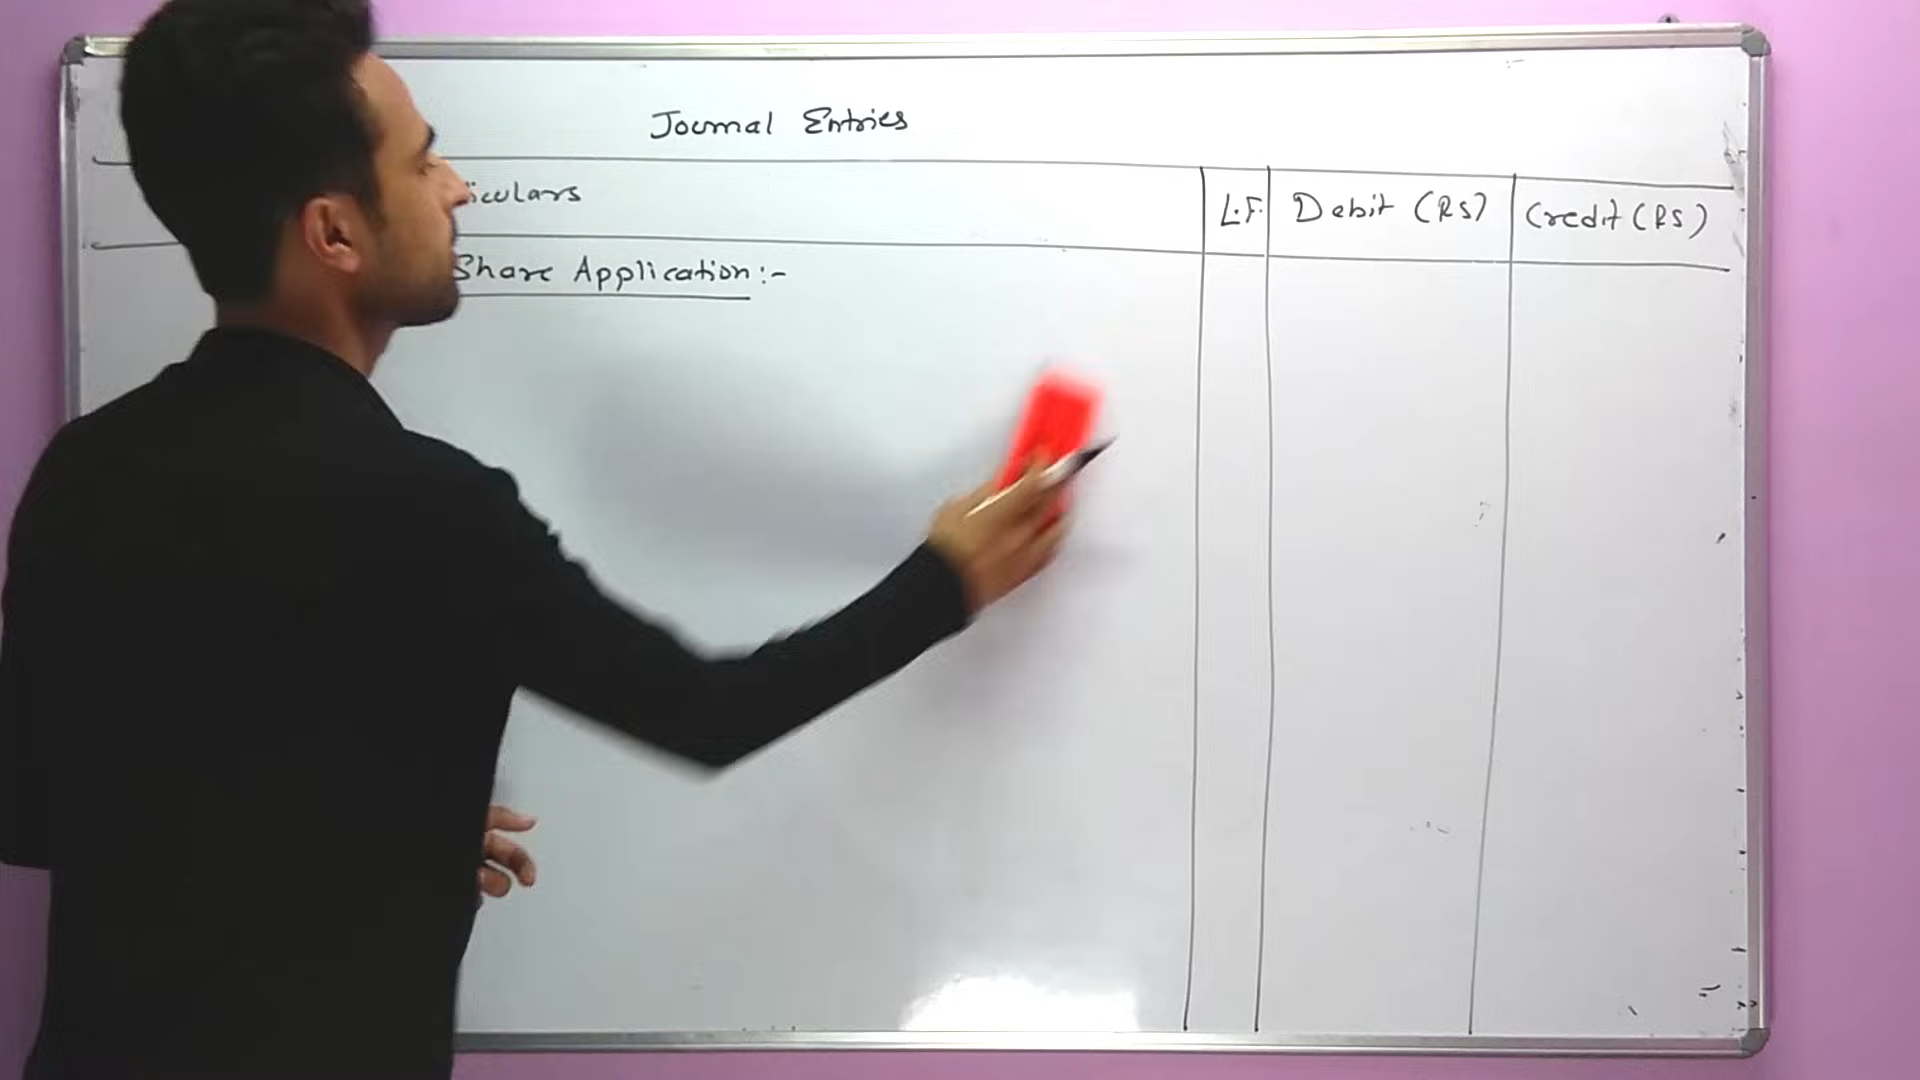 Journal Entries
iculars L.F. Debit (RS) Credit (RS)
Share Application :-